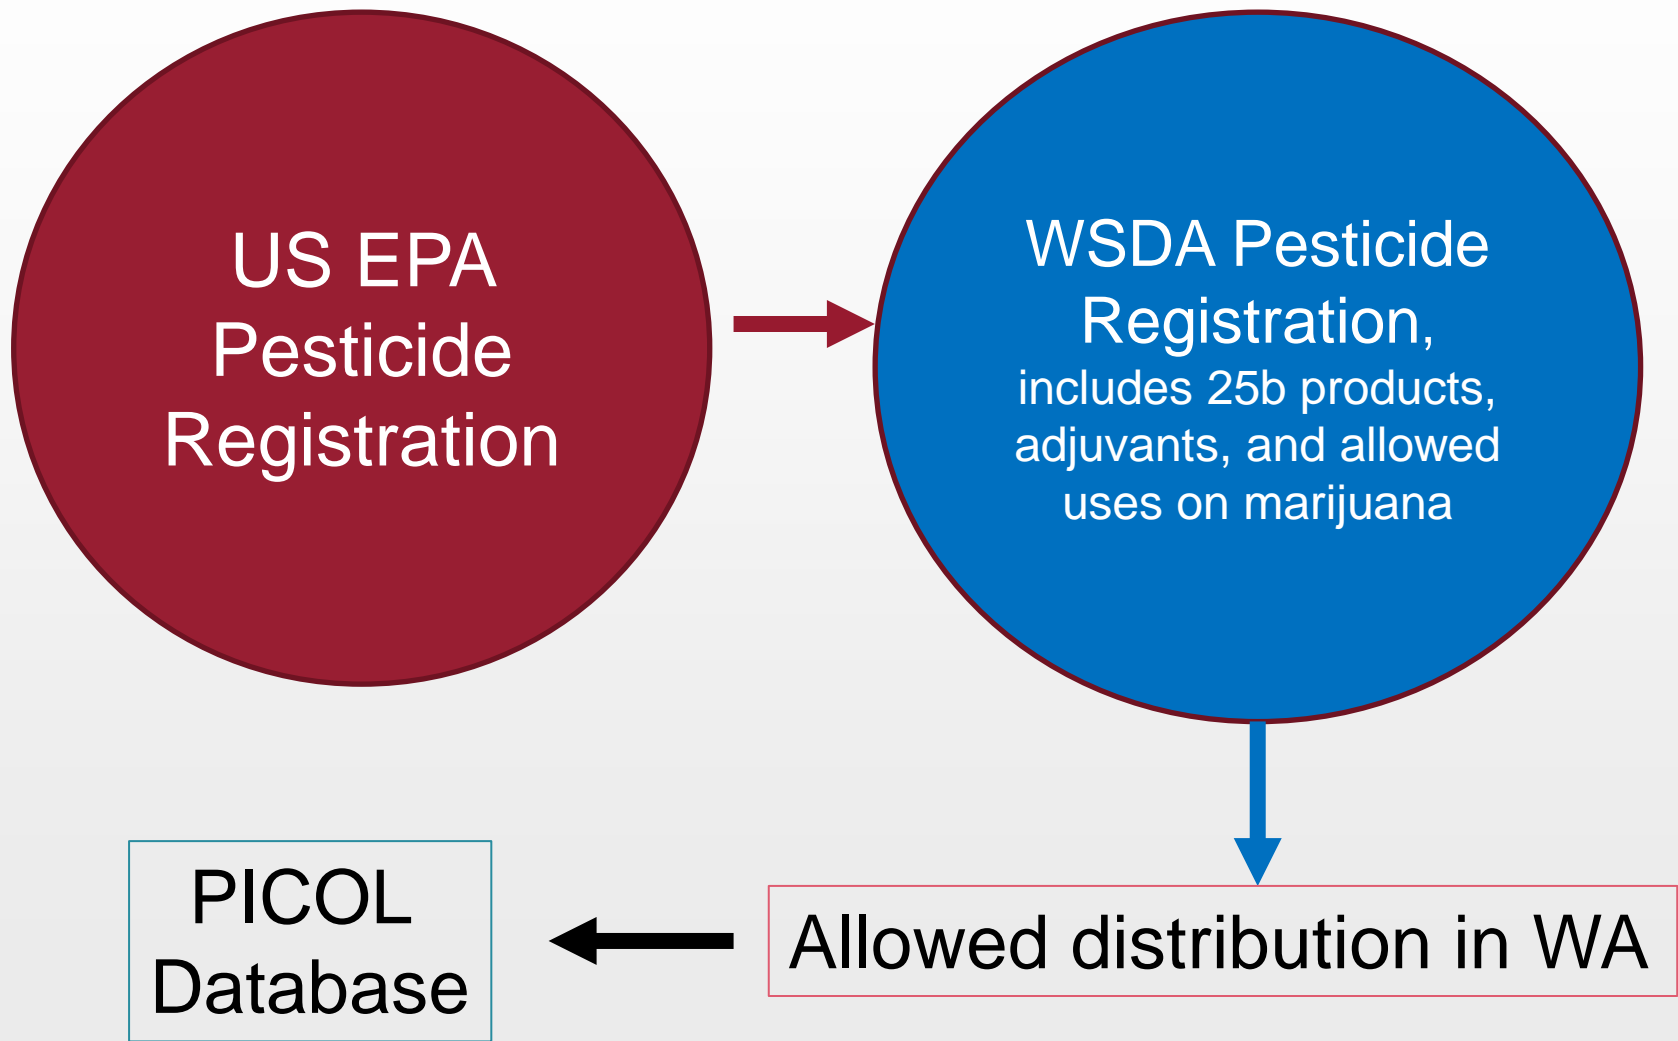 US EPA
Pesticide
Registration
WSDA Pesticide
Registration,
includes 25b products,
adjuvants, and allowed
uses on marijuana
Allowed distribution in WA
PICOL
Database